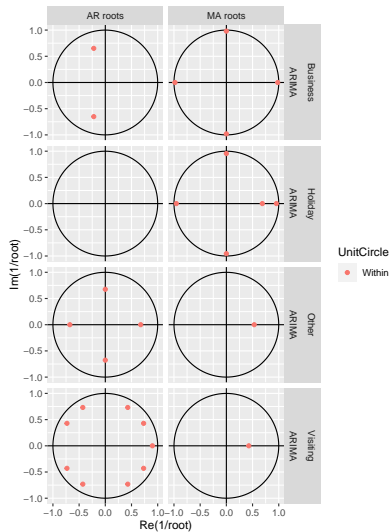 AR roots MA roots
1.0
0.5
0.0
−0.5
−1.0
Business
ARIMA
1.0
0.5
0.0
−0.5
−1.0
Holiday
ARIMA
1.0
0.5
0.0
−0.5
−1.0
Other
ARIMA
1.0
0.5
0.0
−0.5
−1.0
Visiting
ARIMA
−1.0 −0.5 0.0 0.5 1.0 −1.0 −0.5 0.0 0.5 1.0
Re(1/root)
Im(1/root)
UnitCircle
Within